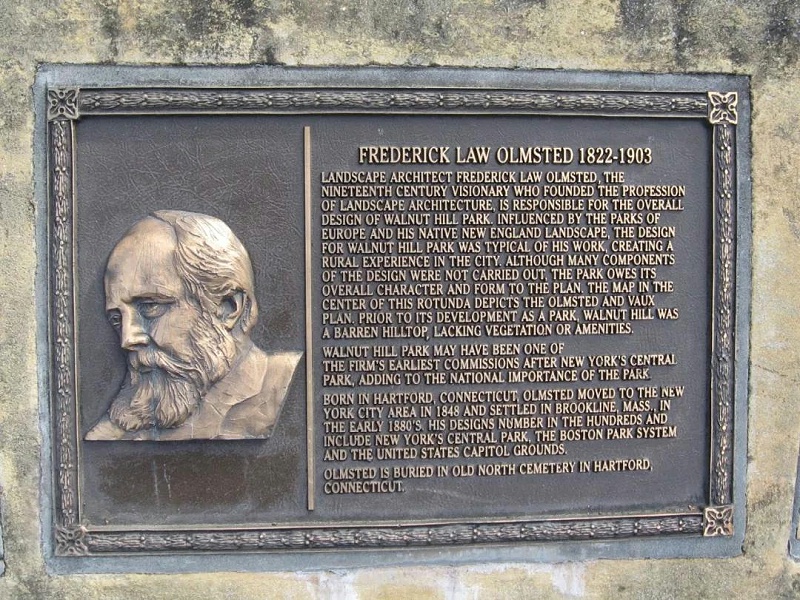 FREDERICK LAW OLMSTED 1822-1903
LANDSCAPE ARCHITECT FREDERICK LAW OLMSTED, THE
NINETEENTH CENTURY VISIONARY WHO FOUNDED THE PROFESSION
OF LANDSCAPE ARCHITECTURE, IS RESPONSIBLE FOR THE OVERALL
DESIGN OF WALNUT HILL PARK. INFLUENCED BY THE PARKS OF
EUROPE AND HIS NATIVE NEW ENGLAND LANDSCAPE, THE DESIGN
FOR WALNUT HILL PARK WAS TYPICAL OF HIS WORK, CREATING A
RURAL EXPERIENCE IN THE CITY. ALTHOUGH MANY COMPONENTS
OF THE DESIGN WERE NOT CARRIED OUT, THE PARK OWES ITS
OVERALL CHARACTER AND FORM TO THE PLAN. THE MAP IN THE
CENTER OF THIS ROTUNDA DEPICTS THE OLMSTED AND VAUX
PLAN. PRIOR TO ITS DEVELOPMENT AS A PARK, WALNUT HILL WAS
A BARREN HILLTOP, LACKING VEGETATION OR AMENITIES.
WALNUT HILL PARK MAY HAVE BEEN ONE OF
THE FIRM'S EARLIEST COMMISSIONS AFTER NEW YORK'S CENTRAL
PARK, ADDING TO THE NATIONAL IMPORTANCE OF THE PARK.
BORN IN HARTFORD, CONNECTICUT, OLMSTED MOVED TO THE NEW
YORK CITY AREA IN 1848 AND SETTLED IN BROOKLINE, MASS., IN
THE EARLY 1880'S. HIS DESIGNS NUMBER IN THE HUNDREDS AND
INCLUDE NEW YORK'S CENTRAL PARK, THE BOSTON PARK SYSTEM
AND THE UNITED STATES CAPITOL GROUNDS.
OLMSTED IS BURIED IN OLD NORTH CEMETERY IN HARTFORD,
CONNECTICUT.